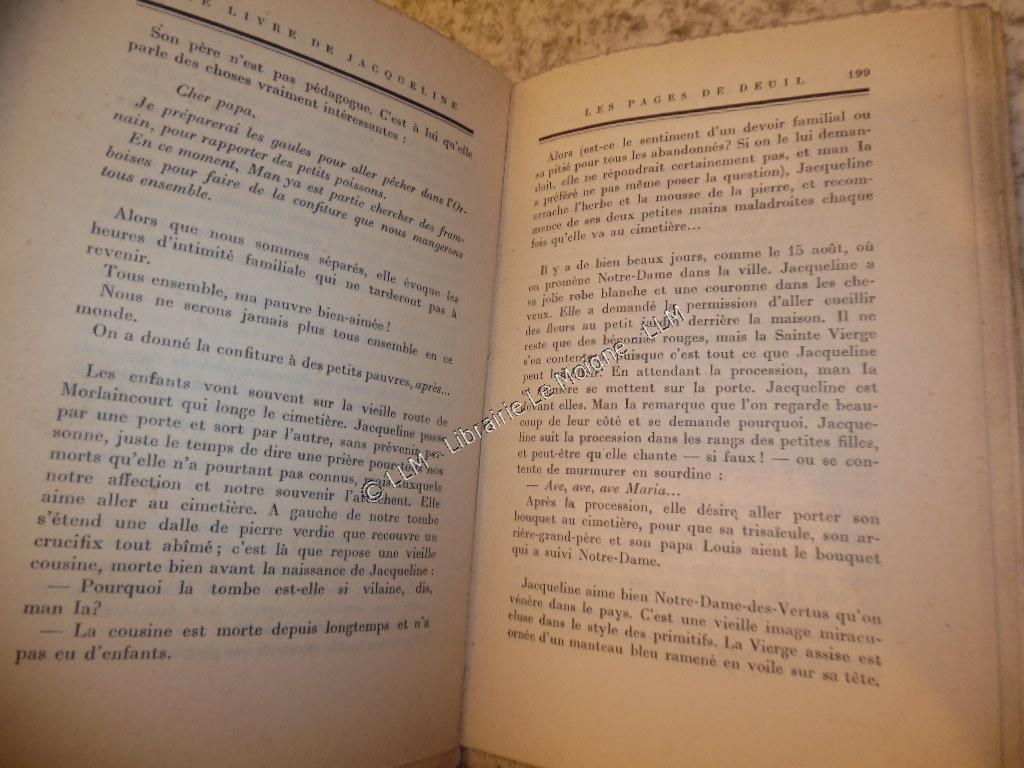 LE LIVRE DE JACQUELINE
Son père n'est pas pédagogue. C'est à lui qu'elle
parle des choses vraiment intéressantes :
Cher papa,
Je préparerai les gaules pour aller pêcher dans l'Or-
nain, pour rapporter des petits poissons.
En ce moment, Man ya est partie chercher des fram-
boises pour faire de la confiture que nous mangerons
tous ensemble.
Alors que nous sommes séparés, elle évoque les
heures d'intimité familiale qui ne tarderont pas à
revenir.
Tous ensemble, ma pauvre bien-aimée !
Nous ne serons jamais plus tous ensemble en ce
monde.
On a donné la confiture à des petits pauvres, après...
Les enfants vont souvent sur la vieille route de
Morlaincourt qui longe le cimetière. Jacqueline passe
par une porte et sort par l'autre, sans prévenir per-
sonne, juste le temps de dire une prière pour nos
morts qu'elle n'a pourtant pas connus, mais auxquels
notre affection et notre souvenir l'attachent. Elle
aime aller au cimetière. A gauche de notre tombe
s'étend une dalle de pierre verdie que recouvre un
crucifix tout abîmé ; c'est là que repose une vieille
cousine, morte bien avant la naissance de Jacqueline :
— Pourquoi la tombe est-elle si vilaine, dis,
man Ia?
— La cousine est morte depuis longtemps et n'a
pas eu d'enfants.
LES PAGES DE DEUIL 199
Alors (est-ce le sentiment d'un devoir familial ou
sa pitié pour tous les abandonnés? Si on le lui deman-
dait, elle ne répondrait certainement pas, et man Ia
a préféré ne pas même poser la question), Jacqueline
arrache l'herbe et la mousse de la pierre, et recom-
mence de ses deux petites mains maladroites chaque
fois qu'elle va au cimetière...
Il y a de bien beaux jours, comme le 15 août, où
on promène Notre-Dame dans la ville. Jacqueline a
sa jolie robe blanche et une couronne dans les che-
veux. Elle a demandé la permission d'aller cueillir
des fleurs au petit jardin derrière la maison. Il ne
reste que des bégonias rouges, mais la Sainte Vierge
s'en contentera puisque c'est tout ce que Jacqueline
peut lui donner. En attendant la procession, man Ia
et se mettent sur la porte. Jacqueline est
devant elles. Man Ia remarque que l'on regarde beau-
coup de leur côté et se demande pourquoi. Jacque-
line suit la procession dans les rangs des petites filles,
et peut-être qu'elle chante — si faux ! — ou se con-
tente de murmurer en sourdine :
— Ave, ave, ave Maria...
Après la procession, elle désire aller porter son
bouquet au cimetière, pour que sa trisaïeule, son ar-
rière-grand-père et son papa Louis aient le bouquet
qui a suivi Notre-Dame.
Jacqueline aime bien Notre-Dame-des-Vertus qu'on
vénère dans le pays. C'est une vieille image miracu-
leuse dans le style des primitifs. La Vierge assise est
ornée d'un manteau bleu ramené en voile sur sa tête.
© LLM Librairie Le Moigne LLM